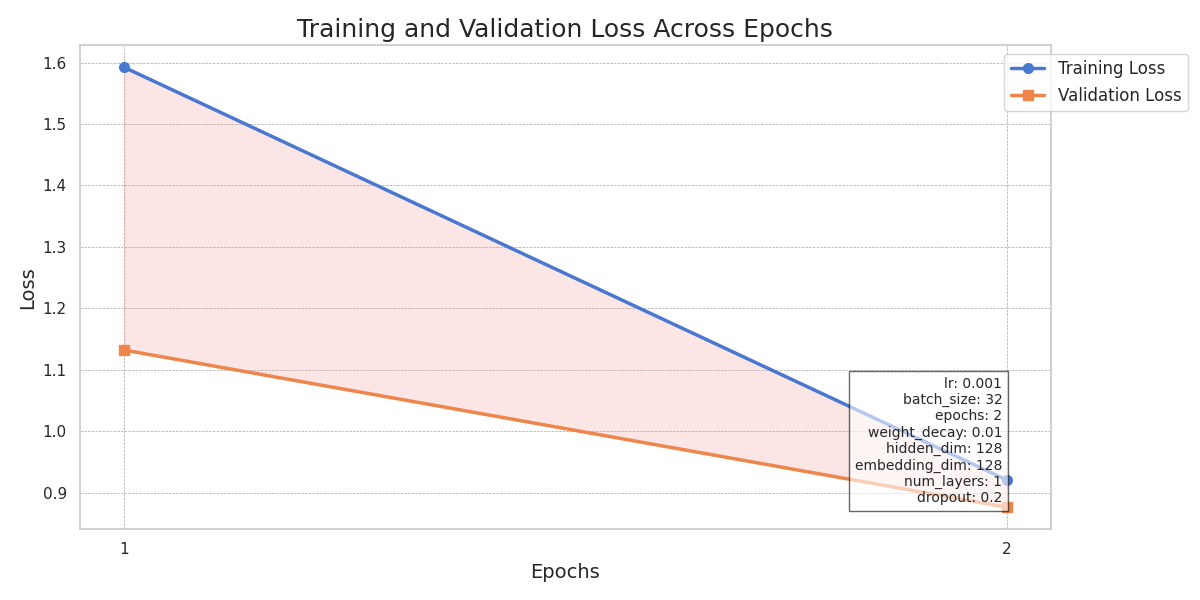 Training and Validation Loss Across Epochs
Training Loss
Validation Loss
Loss
1.6
1.5
1.4
1.3
1.2
1.1
1.0
0.9
lr: 0.001
batch_size: 32
epochs: 2
weight_decay: 0.01
hidden_dim: 128
embedding_dim: 128
num_layers: 1
dropout: 0.2
1
2
Epochs